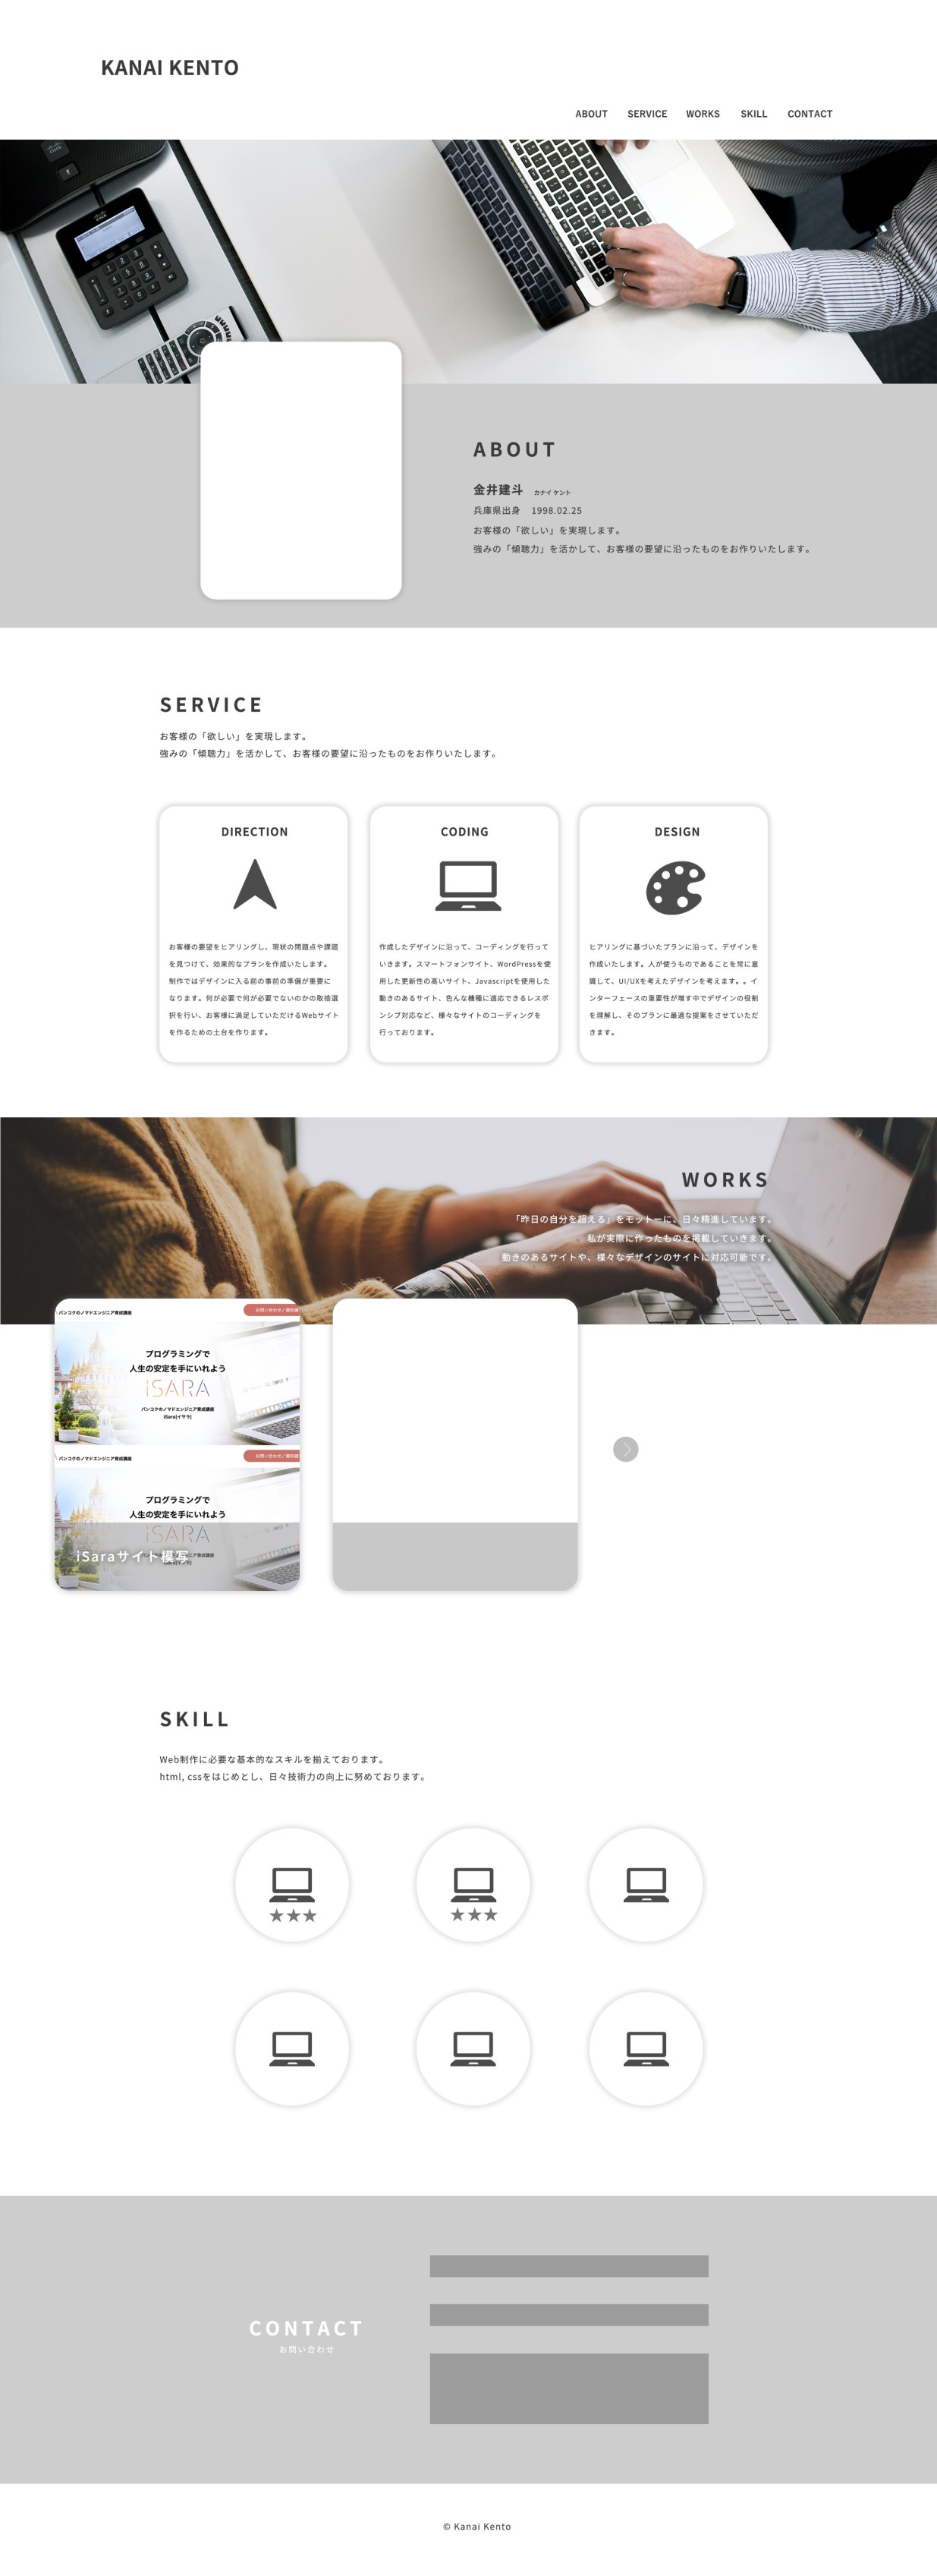 KANAI KENTO
ABOUT SERVICE WORKS SKILL CONTACT
ABOUT
金井建斗 カナイ ケント
兵庫県出身 1998.02.25
お客様の「欲しい」を実現します。
強みの「傾聴力」を活かして、お客様の要望に沿ったものをお作りいたします。
SERVICE
お客様の「欲しい」を実現します。
強みの「傾聴力」を活かして、お客様の要望に沿ったものをお作りいたします。
DIRECTION
お客様の要望をヒアリングし、現状の問題点や課題
を見つけて、効果的なプランを作成いたします。
制作ではデザインに入る前の事前の準備が重要に
なります。何が必要で何が必要でないのかの取捨選
択を行い、お客様に満足していただけるWebサイト
を作るための土台を作ります。
CODING
作成したデザインに沿って、コーディングを行って
いきます。スマートフォンサイト、WordPressを使
用した更新性の高いサイト、Javascriptを使用した
動きのあるサイト、色んな機種に適応できるレスポ
ンシブ対応など、様々なサイトのコーディングを
行っております。
DESIGN
ヒアリングに基づいたプランに沿って、デザインを
作成いたします。人が使うものであることを常に意
識して、UI/UXを考えたデザインを考えます。。イ
ンターフェースの重要性が増す中でデザインの役割
を理解し、そのプランに最適な提案をさせていただ
きます。
WORKS
「昨日の自分を超える」をモットーに、日々精進しています。
私が実際に作ったものを掲載していきます。
動きのあるサイトや、様々なデザインのサイトに対応可能です。
バンコクのノマドエンジニア育成講座
プログラミングで
人生の安定を手にいれよう
iSARA
バンコクのノマドエンジニア育成講座
iSara[イサラ]
バンコクのノマドエンジニア育成講座
プログラミングで
人生の安定を手にいれよう
iSARA
iSaraサイト模写
SKILL
Web制作に必要な基本的なスキルを揃えております。
html, cssをはじめとし、日々技術力の向上に努めております。
★★★
★★★
CONTACT
お問い合わせ
© Kanai Kento